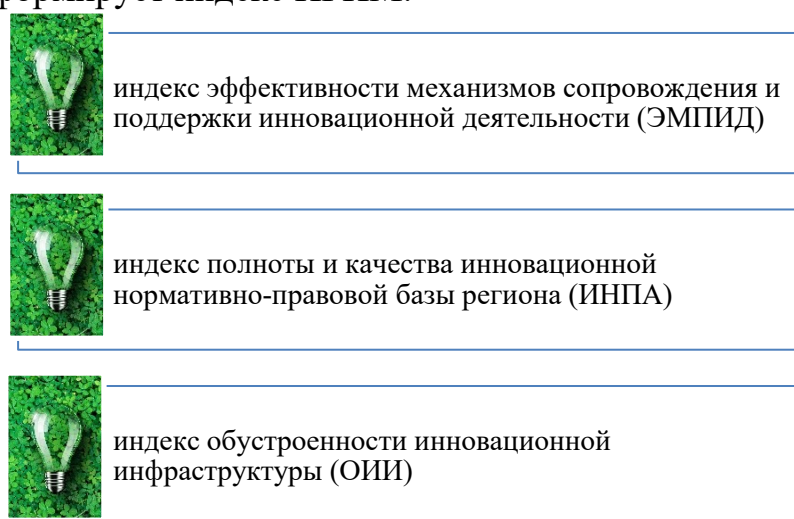 индекс эффективности механизмов сопровождения и
поддержки инновационной деятельности (ЭМПИД)
индекс полноты и качества инновационной
нормативно-правовой базы региона (ИНПА)
индекс обустроенности инновационной
инфраструктуры (ОИИ)